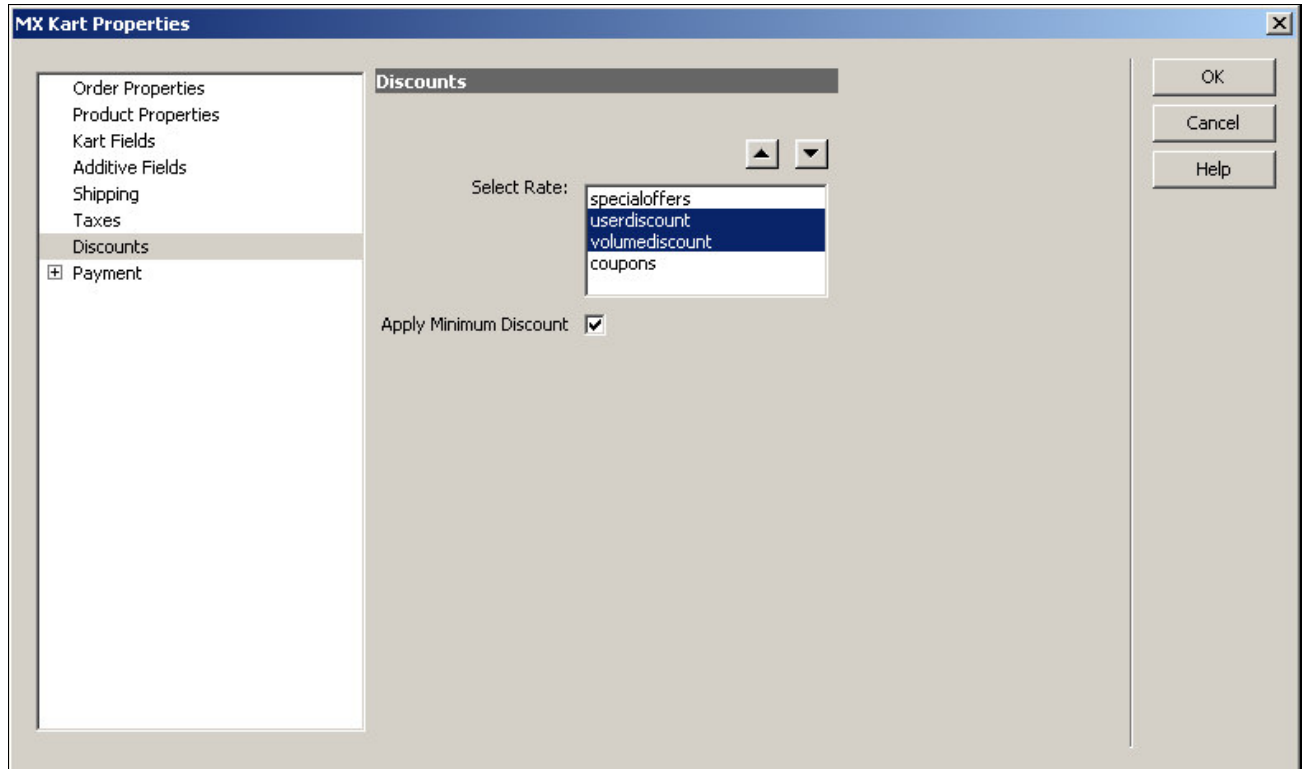 MX Kart Properties
Order Properties
Product Properties
Kart Fields
Additive Fields
Shipping
Taxes
Discounts
Payment
Discounts
Select Rate:
specialoffers
userdiscount
volumediscount
coupons
Apply Minimum Discount
OK
Cancel
Help